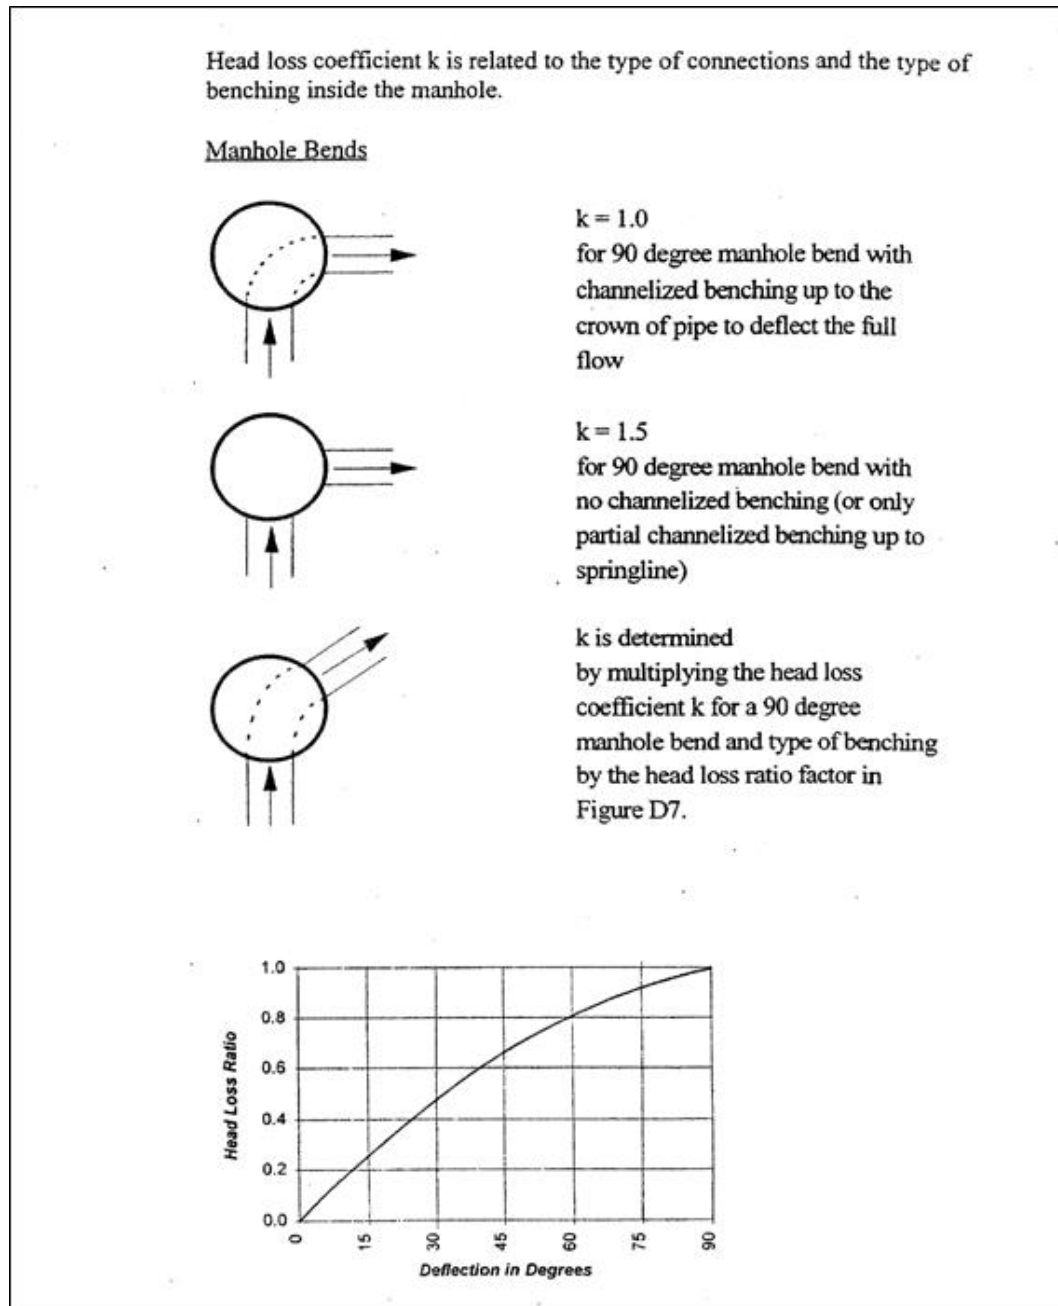 Head loss coefficient k is related to the type of connections and the type of
benching inside the manhole.
Manhole Bends
k = 1.0
for 90 degree manhole bend with
channelized benching up to the
crown of pipe to deflect the full
flow
k = 1.5
for 90 degree manhole bend with
no channelized benching (or only
partial channelized benching up to
springline)
k is determined
by multiplying the head loss
coefficient k for a 90 degree
manhole bend and type of benching
by the head loss ratio factor in
Figure D7.
Head Loss Ratio
1.0
0.8
0.6
0.4
0.2
0.0
0 15 30 45 60 75 90
Deflection in Degrees